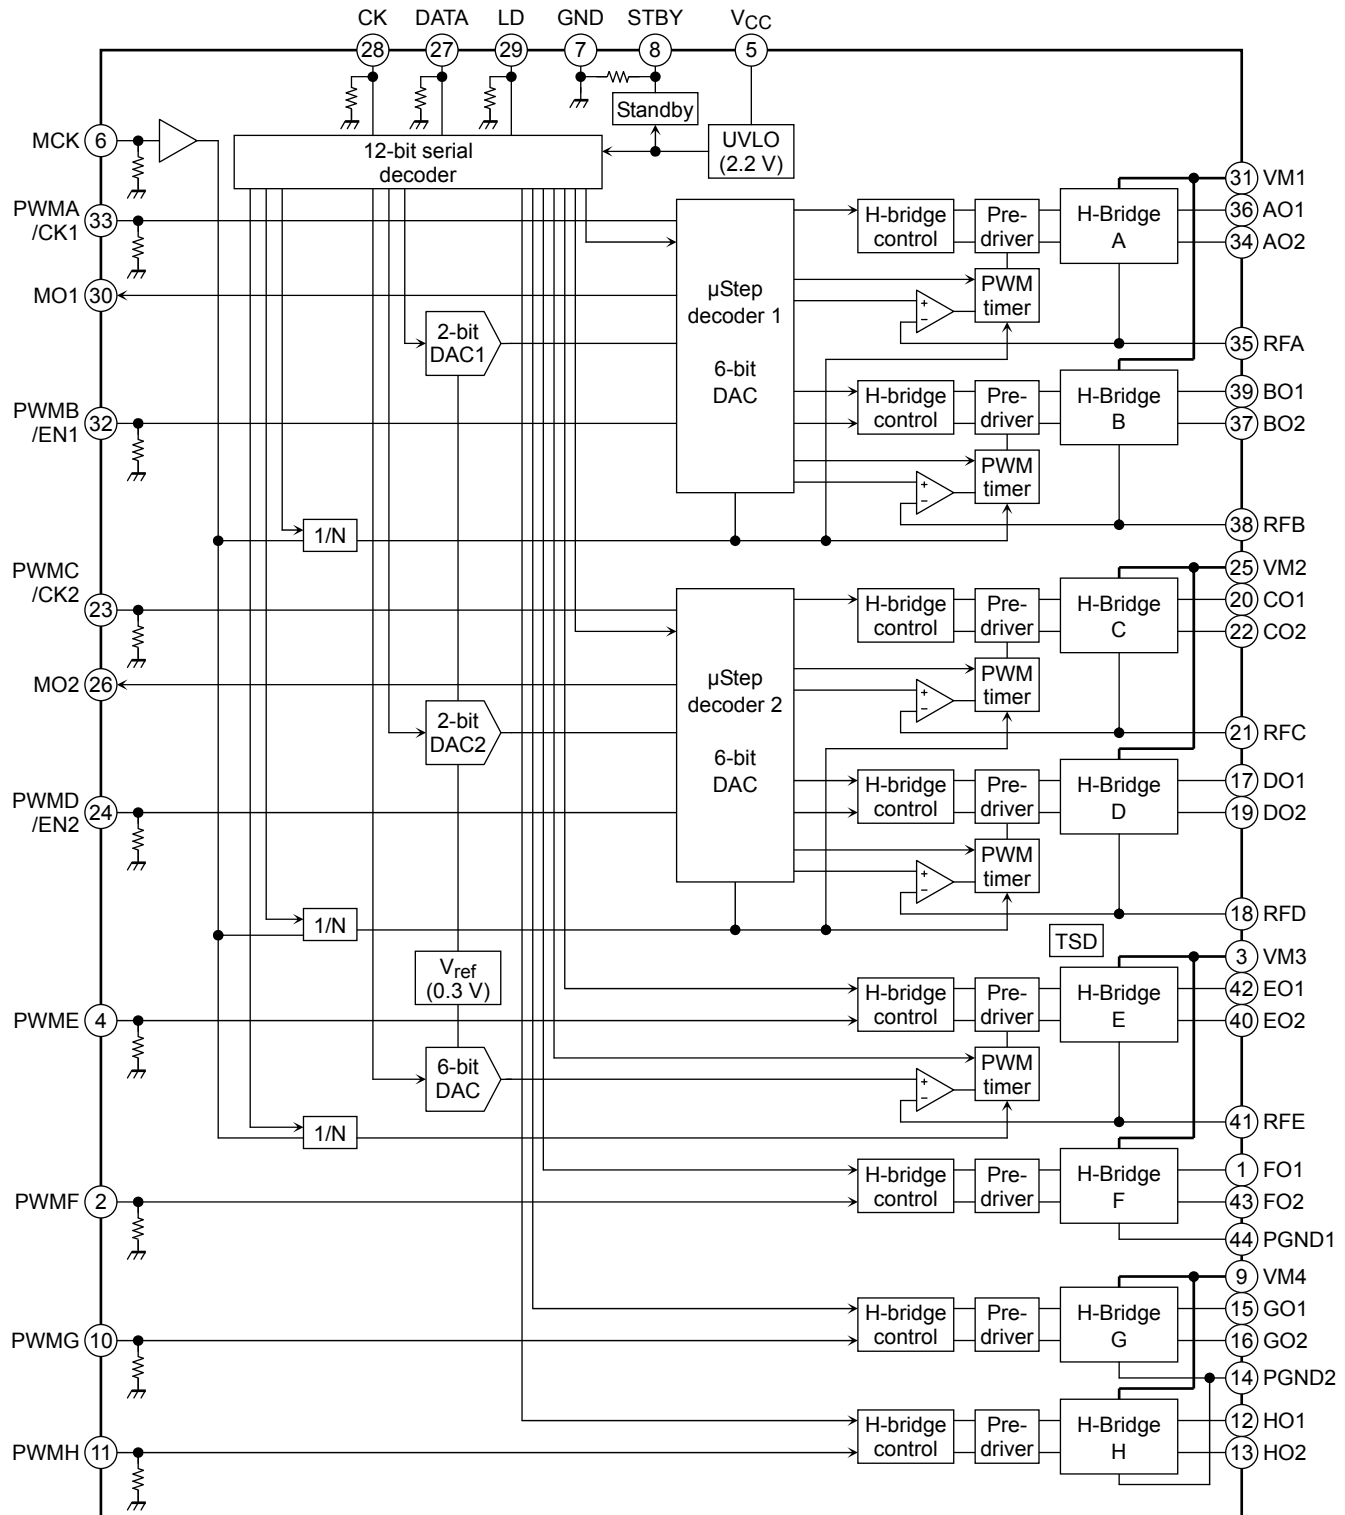 CK DATA LD GND STBY VCC
28 27 29 7 8 5
Standby
MCK 6
12-bit serial
decoder
UVLO
(2.2 V)
31 VM1
PWMA
/CK1
33
H-bridge
control
Pre-
driver
H-Bridge
A
36 AO1
34 AO2
MO1 30
µStep
decoder 1
6-bit
DAC
PWM
timer
+
−
2-bit
DAC1
35 RFA
PWMB
/EN1
32
H-bridge
control
Pre-
driver
H-Bridge
B
39 BO1
37 BO2
PWM
timer
+
−
1/N
38 RFB
25 VM2
PWMC
/CK2
23
H-bridge
control
Pre-
driver
H-Bridge
C
20 CO1
22 CO2
MO2 26
µStep
decoder 2
6-bit
DAC
PWM
timer
+
−
2-bit
DAC2
21 RFC
PWMD
/EN2
24
H-bridge
control
Pre-
driver
H-Bridge
D
17 DO1
19 DO2
PWM
timer
+
−
1/N
18 RFD
TSD
3 VM3
Vref
(0.3 V)
PWME 4
H-bridge
control
Pre-
driver
H-Bridge
E
42 EO1
40 EO2
6-bit
DAC
PWM
timer
+
−
1/N
41 RFE
PWMF 2
H-bridge
control
Pre-
driver
H-Bridge
F
1 FO1
43 FO2
44 PGND1
9 VM4
PWMG 10
H-bridge
control
Pre-
driver
H-Bridge
G
15 GO1
16 GO2
14 PGND2
PWMH 11
H-bridge
control
Pre-
driver
H-Bridge
H
12 HO1
13 HO2